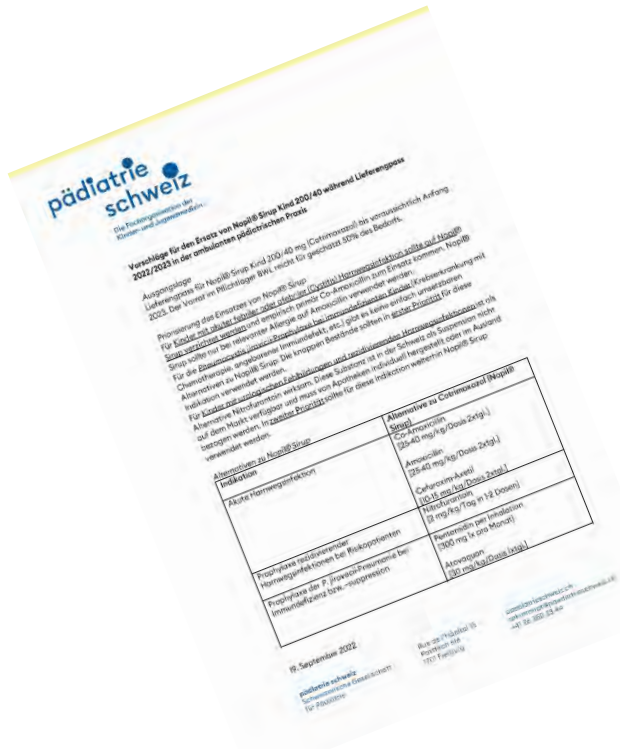 pädiatrie
schweiz
Die Fachorganisation der
Kinder- und Jugendmedizin
Vorschläge für den Ersatz von Nopil® Sirup Kind 200/40 während Lieferengpass
2022/2023 in der ambulanten pädiatrischen Praxis
Ausgangslage
Lieferengpass für Nopil® Sirup Kind 200/40 mg (Cotrimoxazol) bis voraussichtlich Anfang
2023. Der Vorrat im Pflichtlager BWL reicht für geschätzt 50% des Bedarfs.
Priorisierung des Einsatzes von Nopil® Sirup
Für Kinder mit akuter febriler oder afebriler (Cystitis) Harnwegsinfektion sollte auf Nopil®
Sirup verzichtet werden und empirisch primär Co-Amoxicillin zum Einsatz kommen. Nopil®
Sirup sollte nur bei relevanter Allergie auf Amoxicillin verwendet werden.
Für die Pneumocystis jirovecii-Prophylaxe bei immundefizienten Kinder (Krebserkrankung mit
Chemotherapie, angeborener Immundefekt, etc.) gibt es keine einfach umsetzbaren
Alternativen zu Nopil® Sirup. Die knappen Bestände sollten in erster Priorität für diese
Indikation verwendet werden.
Für Kinder mit urologischen Fehlbildungen und rezidivierenden Harnwegsinfektionen ist als
Alternative Nitrofurantoin wirksam. Diese Substanz ist in der Schweiz als Suspension nicht
auf dem Markt verfügbar und muss von Apotheken individuell hergestellt oder im Ausland
bezogen werden. In zweiter Priorität sollte für diese Indikation weiterhin Nopil® Sirup
verwendet werden.
Alternativen zu Nopil® Sirup
Indikation
Alternative zu Cotrimoxazol (Nopil®
Sirup)
Akute Harnwegsinfektion
Co-Amoxicillin
[25-40 mg/kg/Dosis 2xtgl.]
Amoxicillin
[25-40 mg/kg/Dosis 2xtgl.]
Cefuroxim-Axetil
[10-15 mg/kg/Dosis 2xtgl.]
Prophylaxe rezidivierender
Harnwegsinfektionen bei Risikopatienten
Nitrofurantoin
[2 mg/kg/Tag in 1-2 Dosen]
Prophylaxe der P. jirovecii-Pneumonie bei
Immundefizienz bzw. -suppression
Pentamidin per Inhalation
[300 mg 1x pro Monat]
Atovaquon
[30 mg/kg/Dosis 1xtgl.]
19. September 2022
pädiatrie schweiz
Schweizerische Gesellschaft
für Pädiatrie
Rue de l'Hôpital 15
Postfach
1701 Freiburg